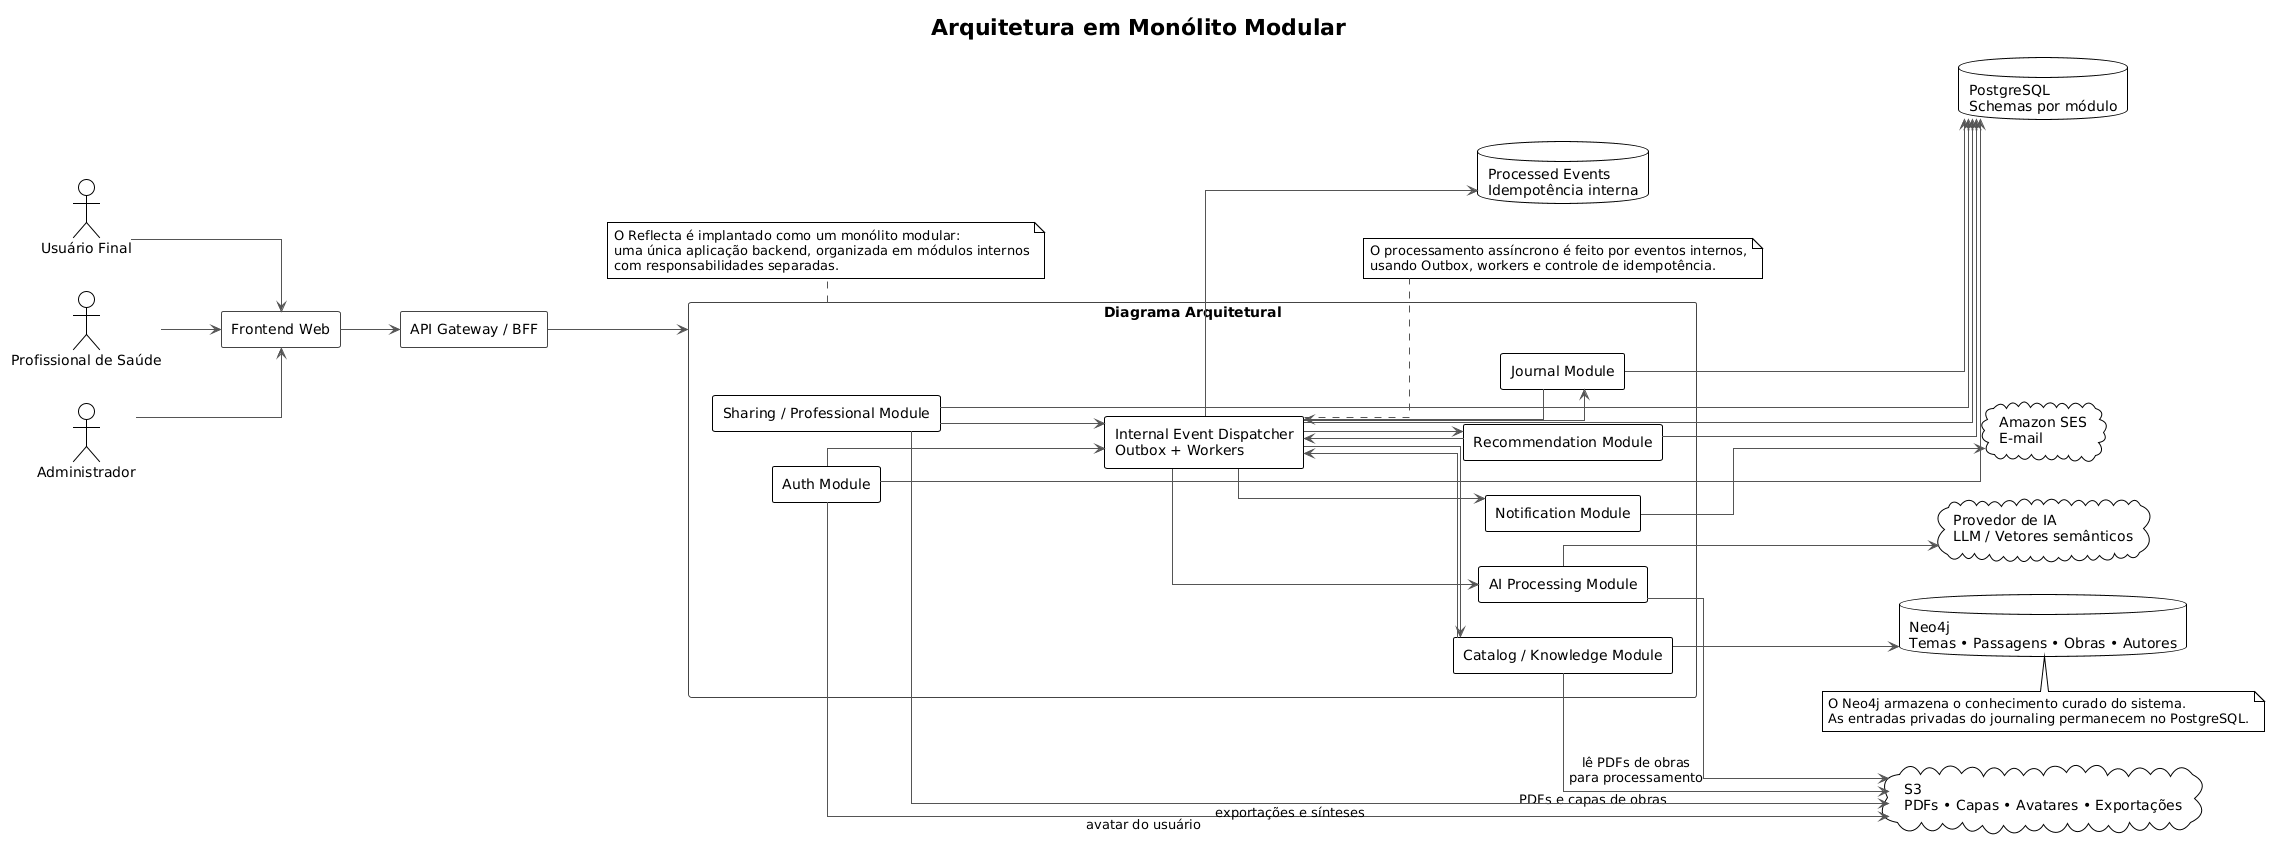 Arquitetura em Monólito Modular
PostgreSQL
Schemas por módulo
Processed Events
Idempotência interna
Usuário Final
O Reflecta é implantado como um monólito modular:
uma única aplicação backend, organizada em módulos internos
com responsabilidades separadas.
O processamento assíncrono é feito por eventos internos,
usando Outbox, workers e controle de idempotência.
Profissional de Saúde
Frontend Web
API Gateway / BFF
Diagrama Arquitetural
Administrador
Journal Module
Sharing / Professional Module
Internal Event Dispatcher
Outbox + Workers
Recommendation Module
Auth Module
Notification Module
AI Processing Module
Catalog / Knowledge Module
Amazon SES
E-mail
Provedor de IA
LLM / Vetores semânticos
Neo4j
Temas • Passagens • Obras • Autores
O Neo4j armazena o conhecimento curado do sistema.
As entradas privadas do journaling permanecem no PostgreSQL.
lê PDFs de obras
para processamento
PDFs e capas de obras
exportações e sínteses
avatar do usuário
S3
PDFs • Capas • Avatares • Exportações